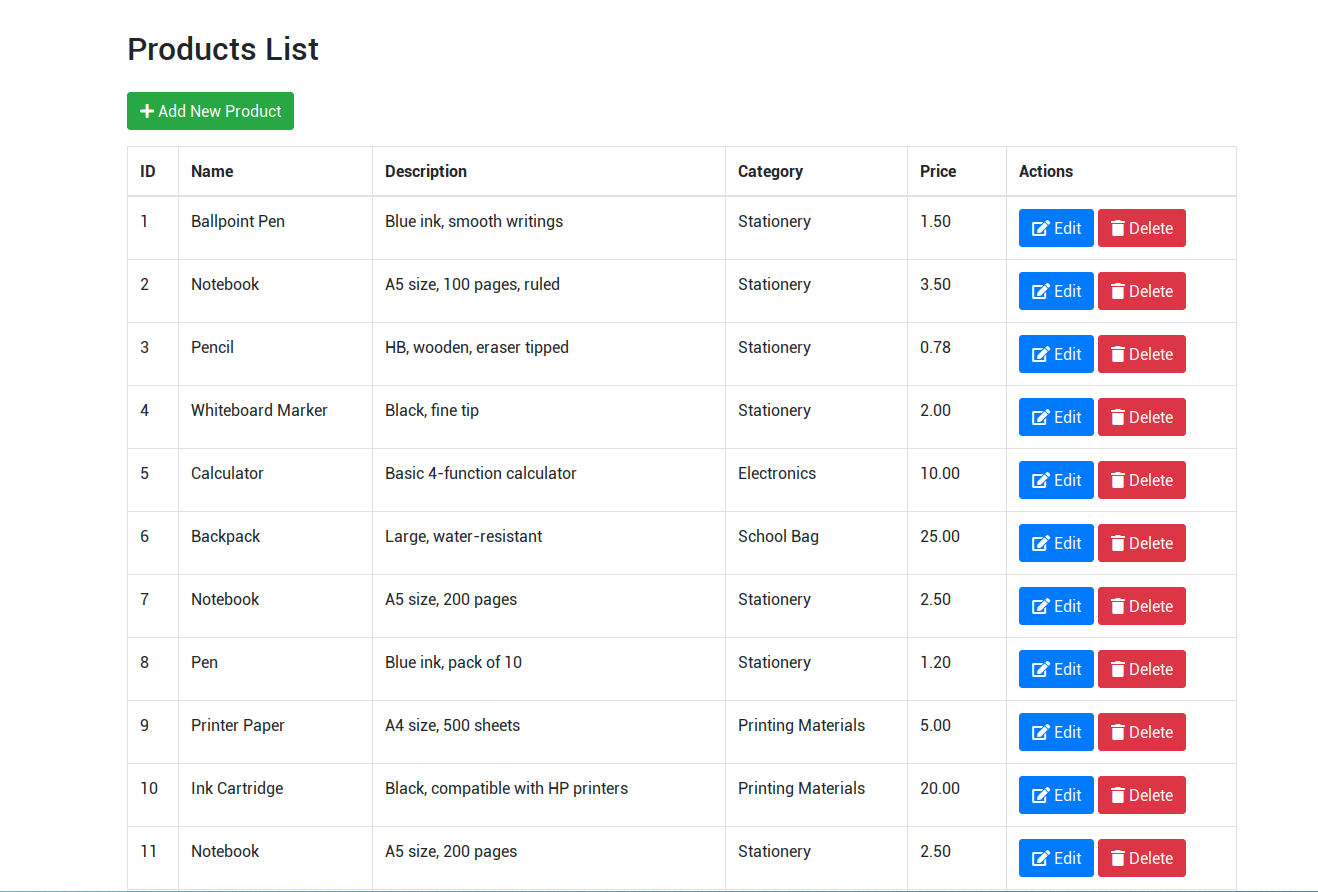 Products List
Add New Product
ID Name Description Category Price Actions
1 Ballpoint Pen Blue ink, smooth writings Stationery 1.50 Edit Delete
2 Notebook A5 size, 100 pages, ruled Stationery 3.50 Edit Delete
3 Pencil HB, wooden, eraser tipped Stationery 0.78 Edit Delete
4 Whiteboard Marker Black, fine tip Stationery 2.00 Edit Delete
5 Calculator Basic 4-function calculator Electronics 10.00 Edit Delete
6 Backpack Large, water-resistant School Bag 25.00 Edit Delete
7 Notebook A5 size, 200 pages Stationery 2.50 Edit Delete
8 Pen Blue ink, pack of 10 Stationery 1.20 Edit Delete
9 Printer Paper A4 size, 500 sheets Printing Materials 5.00 Edit Delete
10 Ink Cartridge Black, compatible with HP printers Printing Materials 20.00 Edit Delete
11 Notebook A5 size, 200 pages Stationery 2.50 Edit Delete